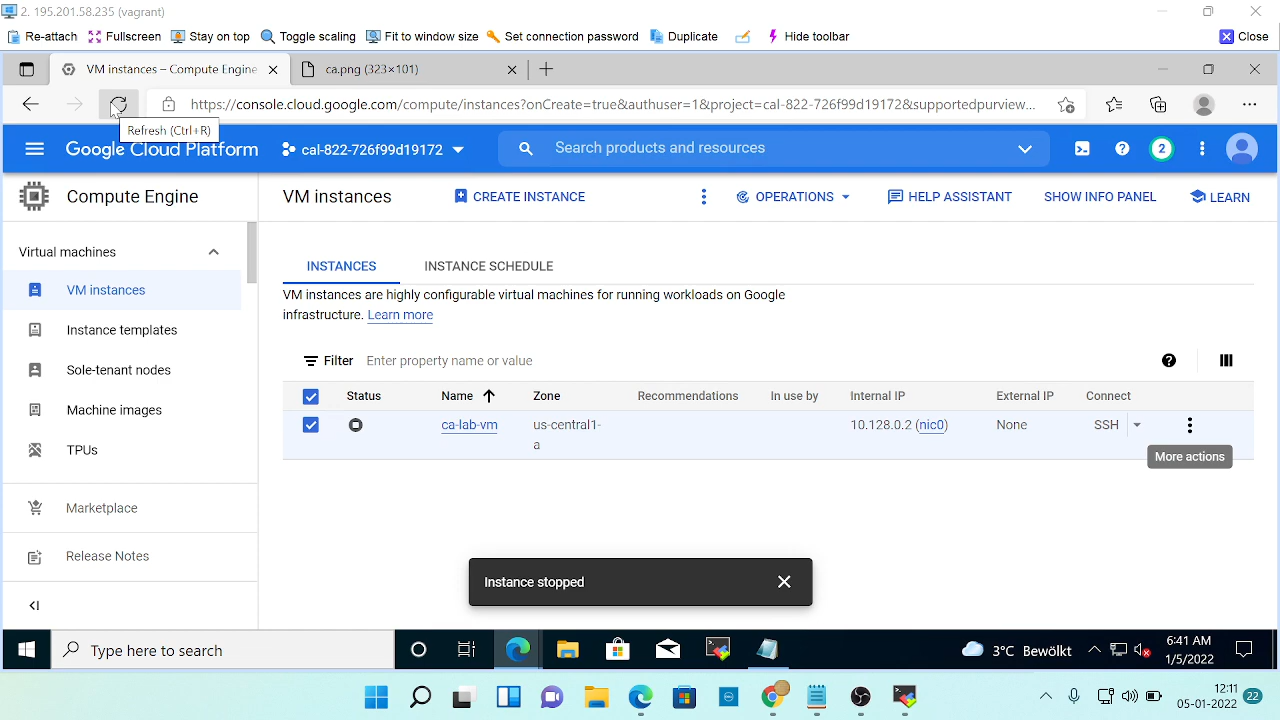 2. 195.201.58.235 (vagrant)
Re-attach Fullscreen Stay on top Toggle scaling Fit to window size Set connection password Duplicate Hide toolbar Close
VM instances – Compute Engine ca.png (323×101)
https://console.cloud.google.com/compute/instances?onCreate=true&authuser=1&project=cal-822-726f99d19172&supportedpurview...
Refresh (Ctrl+R)
Google Cloud Platform cal-822-726f99d19172 Search products and resources 2
Compute Engine VM instances CREATE INSTANCE OPERATIONS HELP ASSISTANT SHOW INFO PANEL LEARN
Virtual machines
VM instances
Instance templates
Sole-tenant nodes
Machine images
TPUs
Marketplace
Release Notes
INSTANCES INSTANCE SCHEDULE
VM instances are highly configurable virtual machines for running workloads on Google
infrastructure. Learn more
Filter Enter property name or value
Status Name Zone Recommendations In use by Internal IP External IP Connect
ca-lab-vm us-central1- 10.128.0.2 (nic0) None SSH
a
More actions
Instance stopped
Type here to search 3°C Bewölkt 6:41 AM
1/5/2022
12:11 22
05-01-2022